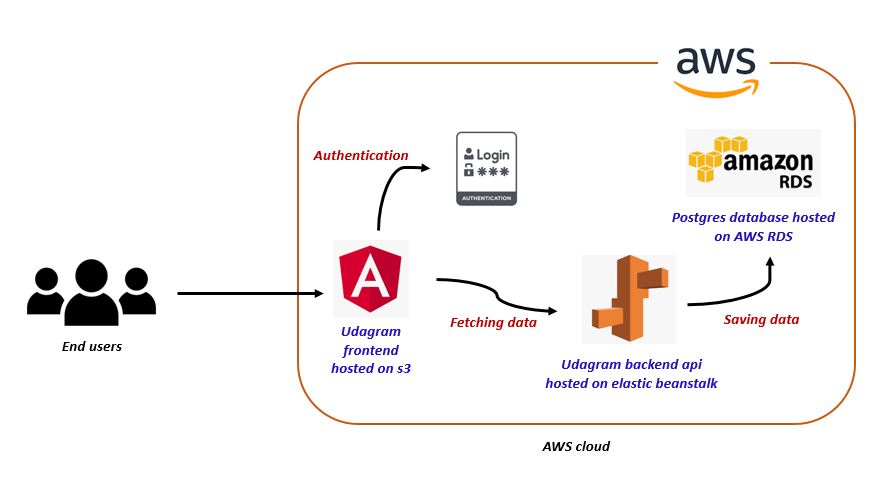 aws
Authentication
Login
***
AUTHENTICATION
amazon
RDS
Postgres database hosted
on AWS RDS
End users
A
Udagram
frontend
hosted on s3
Fetching data
Udagram backend api
hosted on elastic beanstalk
Saving data
AWS cloud